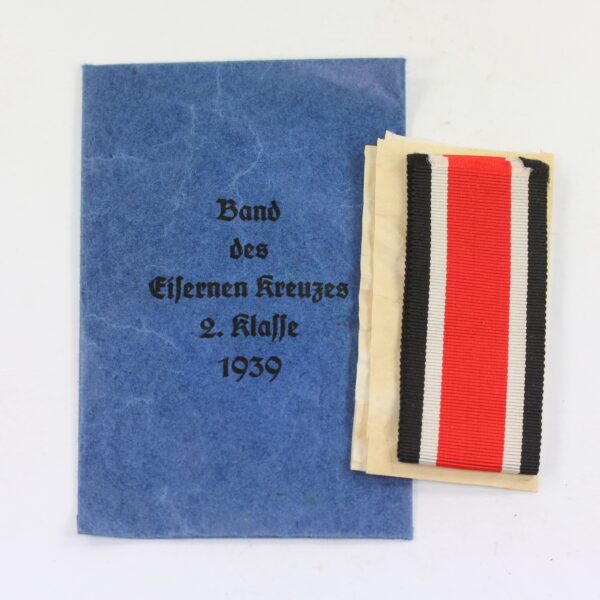 Band
des
Eiſernen Kreuzes
2. Klaſſe
1939